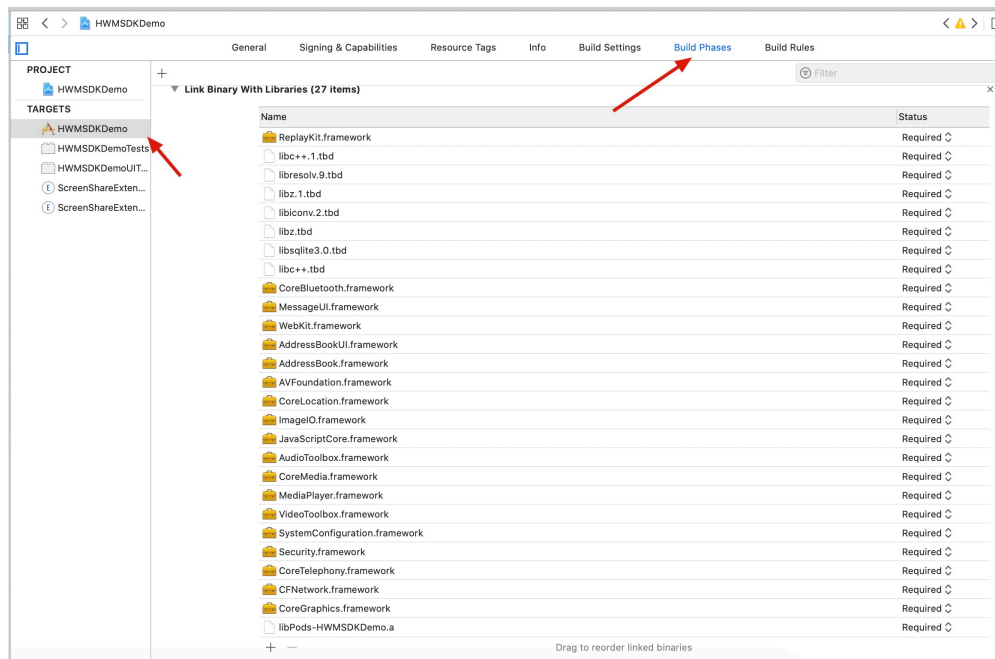 HWMSDKDemo
General Signing & Capabilities Resource Tags Info Build Settings Build Phases Build Rules
PROJECT
HWMSDKDemo
TARGETS
HWMSDKDemo
HWMSDKDemoTests
HWMSDKDemoUIT...
E ScreenShareExten...
E ScreenShareExten...
+ Filter
Link Binary With Libraries (27 items) ×
Name Status
ReplayKit.framework Required
libc++.1.tbd Required
libresolv.9.tbd Required
libz.1.tbd Required
libiconv.2.tbd Required
libz.tbd Required
libsqlite3.0.tbd Required
libc++.tbd Required
CoreBluetooth.framework Required
MessageUI.framework Required
WebKit.framework Required
AddressBookUI.framework Required
AddressBook.framework Required
AVFoundation.framework Required
CoreLocation.framework Required
ImageIO.framework Required
JavaScriptCore.framework Required
AudioToolbox.framework Required
CoreMedia.framework Required
MediaPlayer.framework Required
VideoToolbox.framework Required
SystemConfiguration.framework Required
Security.framework Required
CoreTelephony.framework Required
CFNetwork.framework Required
CoreGraphics.framework Required
libPods-HWMSDKDemo.a Required
+ − Drag to reorder linked binaries